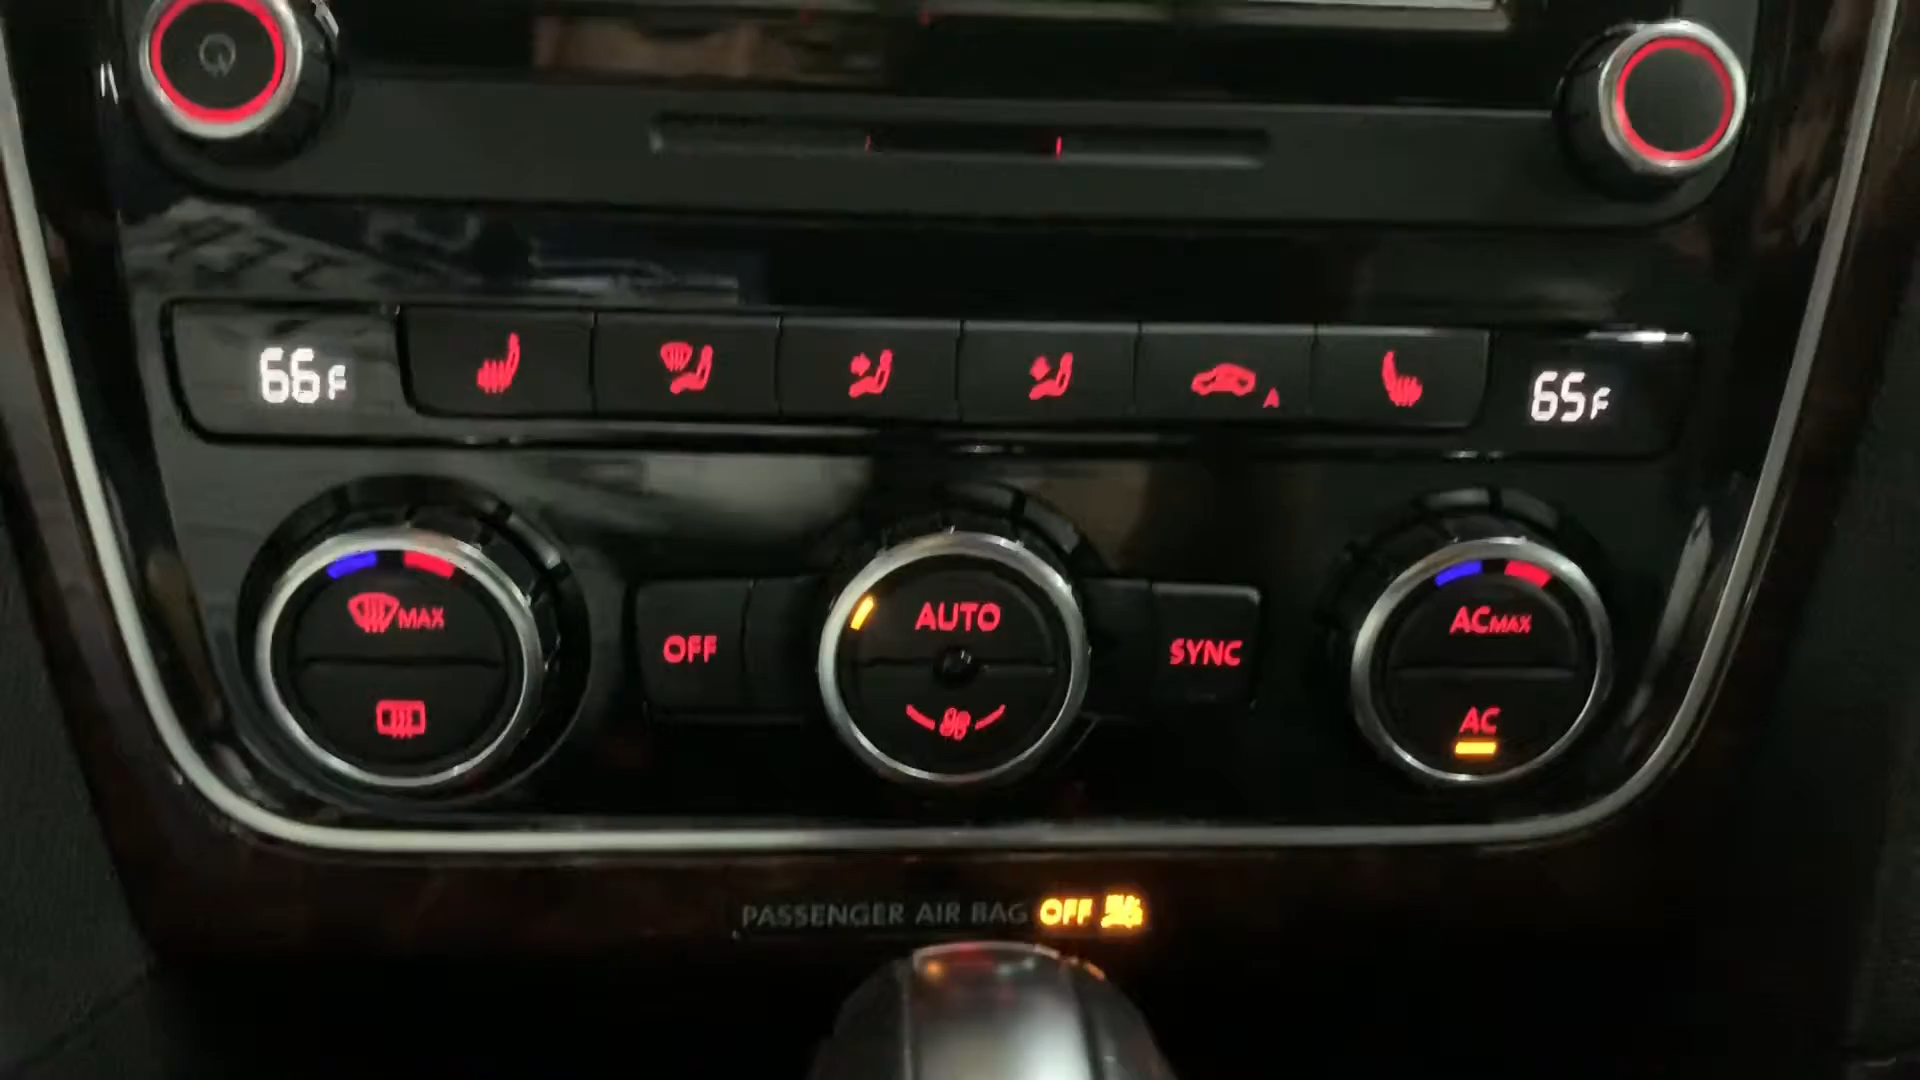 66F
A
65F
MAX
AUTO
ACMAX
OFF
SYNC
AC
PASSENGER AIR BAG OFF